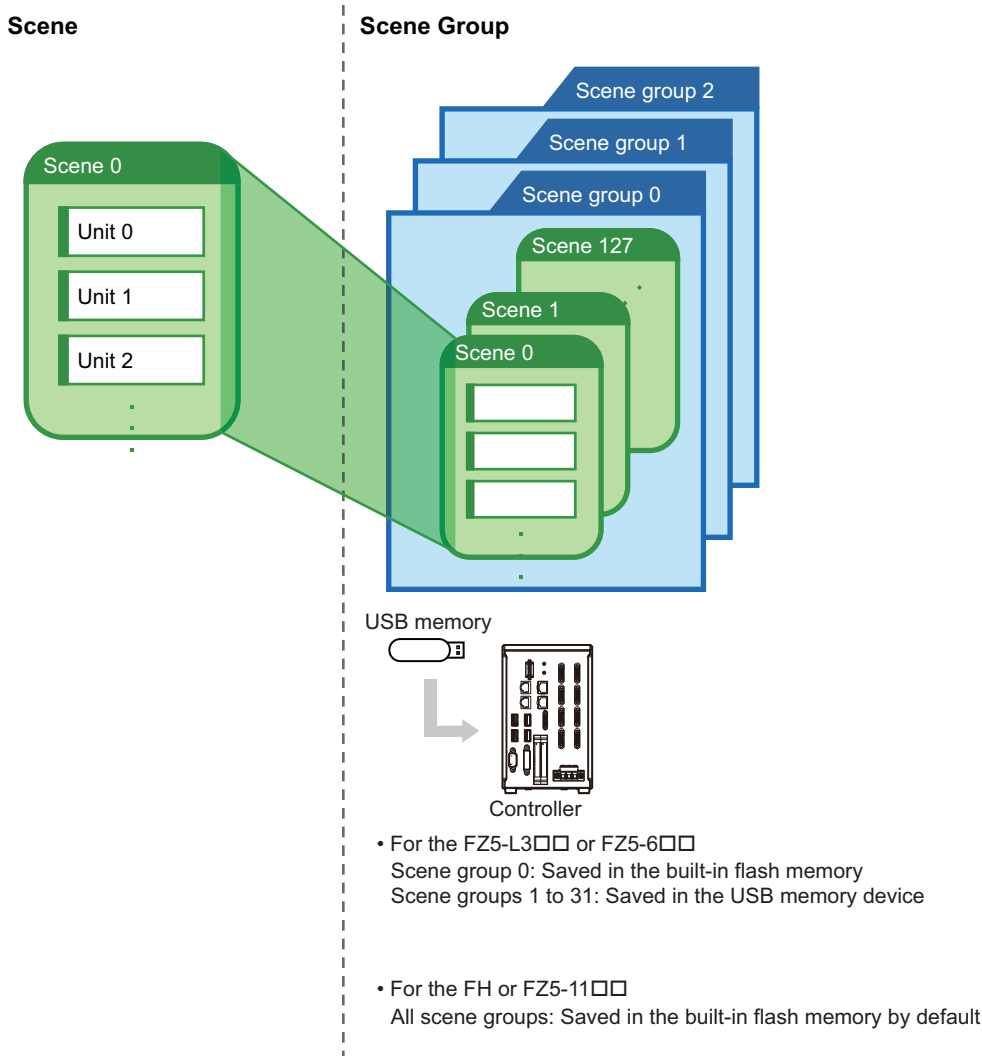 Scene
Scene Group
Scene 0
Unit 0
Unit 1
Unit 2
Scene group 2
Scene group 1
Scene group 0
Scene 127
Scene 1
Scene 0
USB memory
Controller
• For the FZ5-L3□□ or FZ5-6□□
Scene group 0: Saved in the built-in flash memory
Scene groups 1 to 31: Saved in the USB memory device
• For the FH or FZ5-11□□
All scene groups: Saved in the built-in flash memory by default